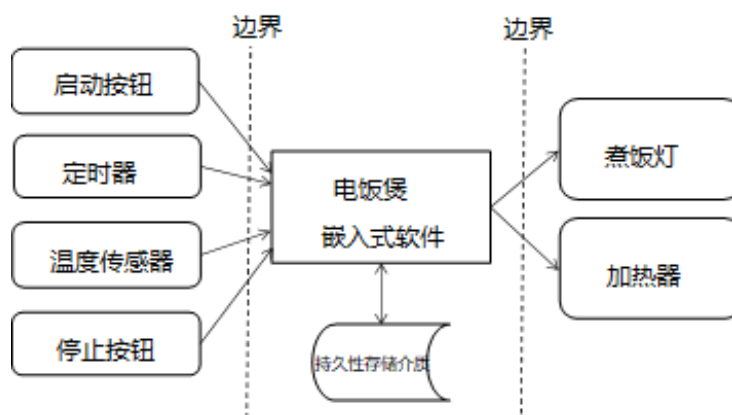 边界
边界
启动按钮
定时器
温度传感器
停止按钮
电饭煲
嵌入式软件
持久性存储介质
煮饭灯
加热器